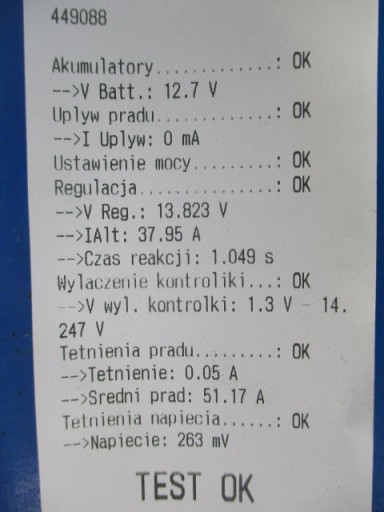 449088
Akumulatory.............: OK
-->V Batt.: 12.7 V
Uplyw pradu.............: OK
-->I Uplyw: 0 mA
Ustawienie mocy.........: OK
Regulacja...............: OK
-->V Reg.: 13.823 V
-->IAlt: 37.95 A
-->Czas reakcji: 1.049 s
Wylaczenie kontroliki...: OK
-->V wyl. kontrolki: 1.3 V - 14.
247 V
Tetnienia pradu.........: OK
-->Tetnienie: 0.05 A
-->Sredni prad: 51.17 A
Tetnienia napiecia......: OK
-->Napiecie: 263 mV
TEST OK